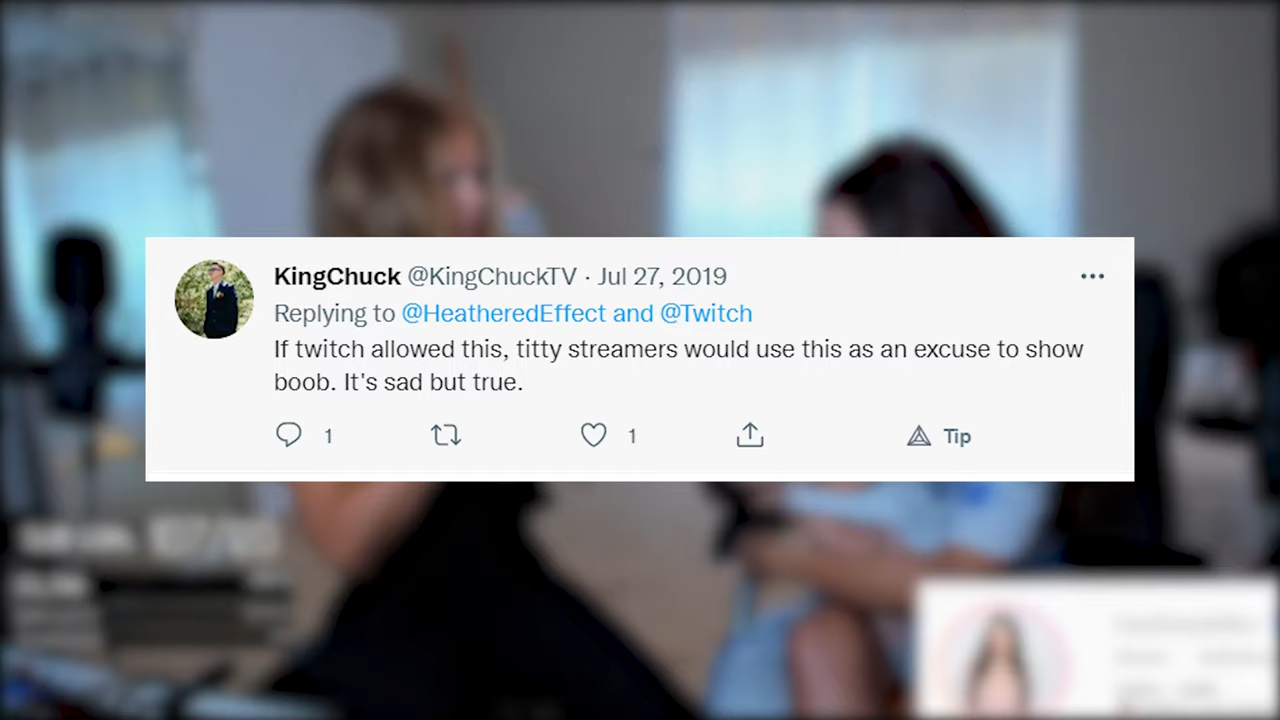 KingChuck @KingChuckTV · Jul 27, 2019
Replying to @HeatheredEffect and @Twitch
If twitch allowed this, titty streamers would use this as an excuse to show
boob. It's sad but true.
1 1 Tip